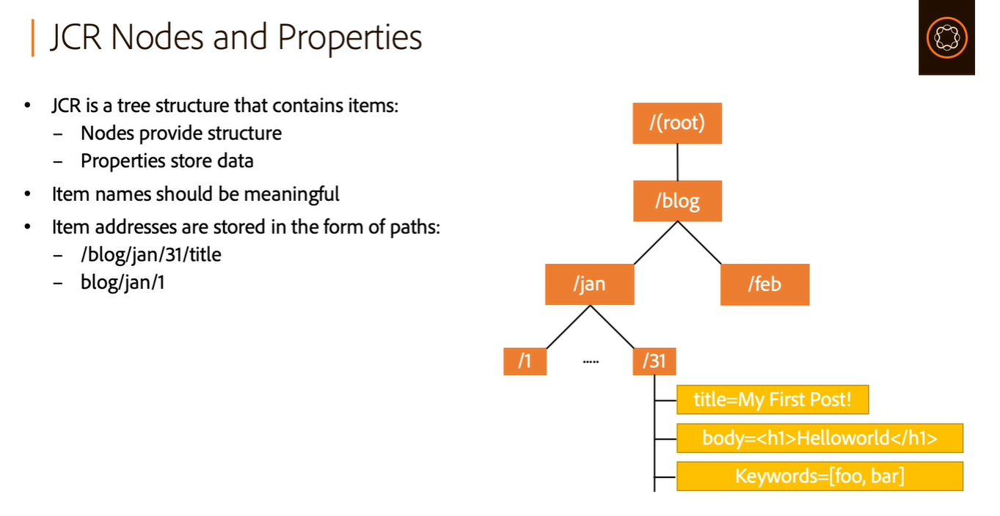 JCR Nodes and Properties
• JCR is a tree structure that contains items:
– Nodes provide structure
– Properties store data
• Item names should be meaningful
• Item addresses are stored in the form of paths:
– /blog/jan/31/title
– blog/jan/1
/(root)
/blog
/jan
/feb
/1
.....
/31
title=My First Post!
body=<h1>Helloworld</h1>
Keywords=[foo, bar]